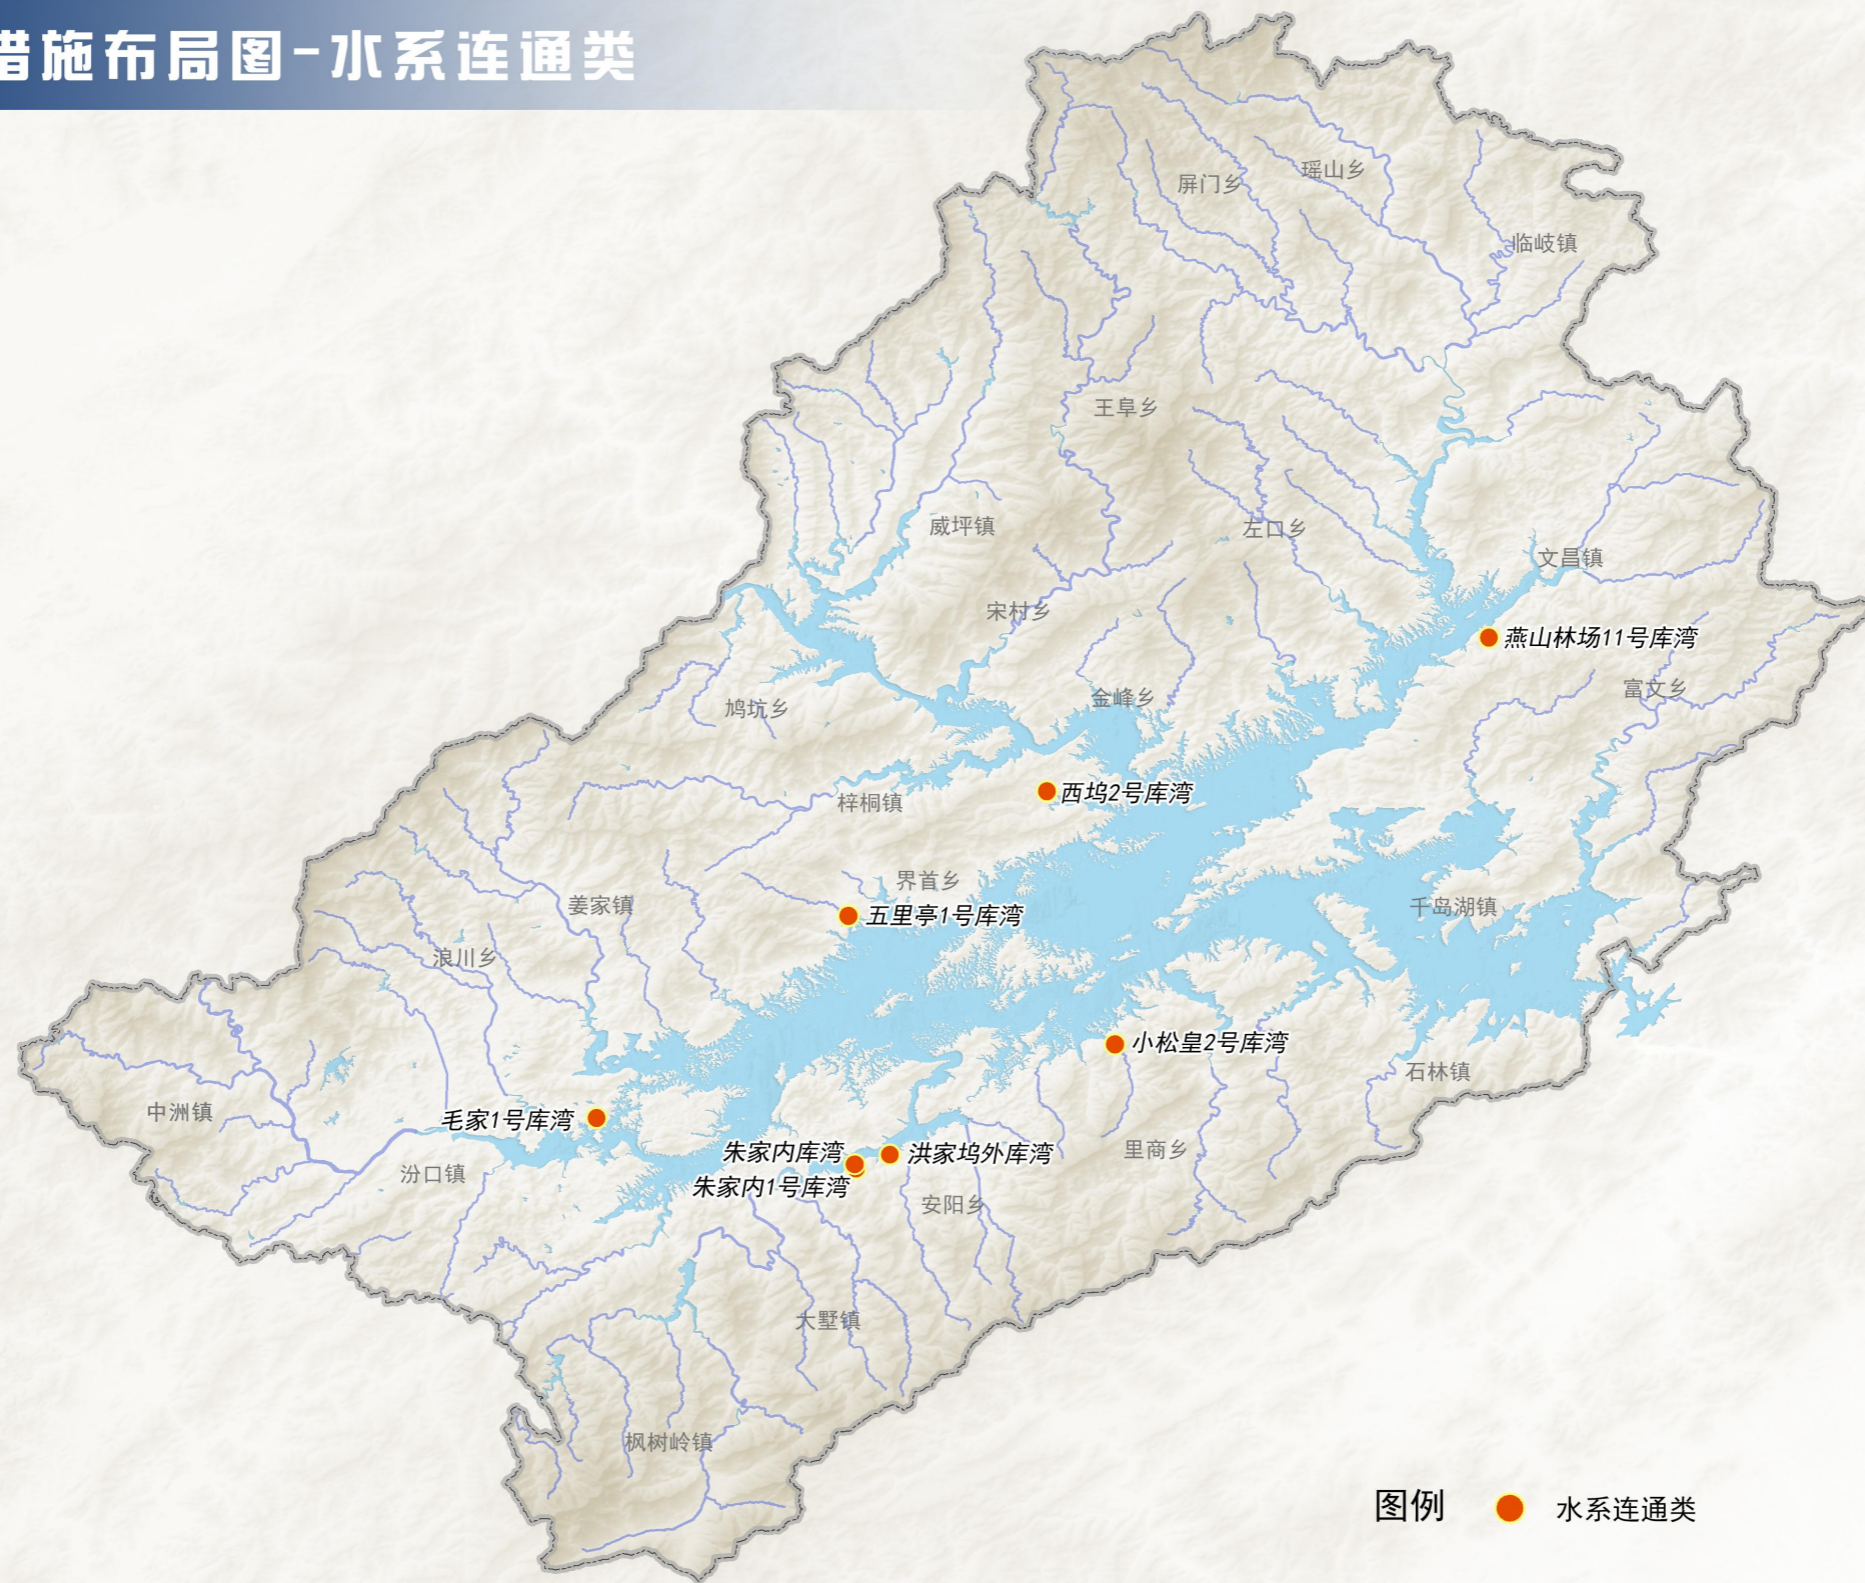 措施布局图-水系连通类
屏门乡
瑶山乡
临岐镇
王阜乡
威坪镇
左口乡
文昌镇
宋村乡
燕山林场11号库湾
富文乡
金峰乡
鸠坑乡
西坞2号库湾
梓桐镇
界首乡
姜家镇
千岛湖镇
五里亭1号库湾
浪川乡
小松皇2号库湾
石林镇
中洲镇
毛家1号库湾
朱家内库湾
洪家坞外库湾
里商乡
汾口镇
朱家内1号库湾
安阳乡
大墅镇
枫树岭镇
图例
水系连通类